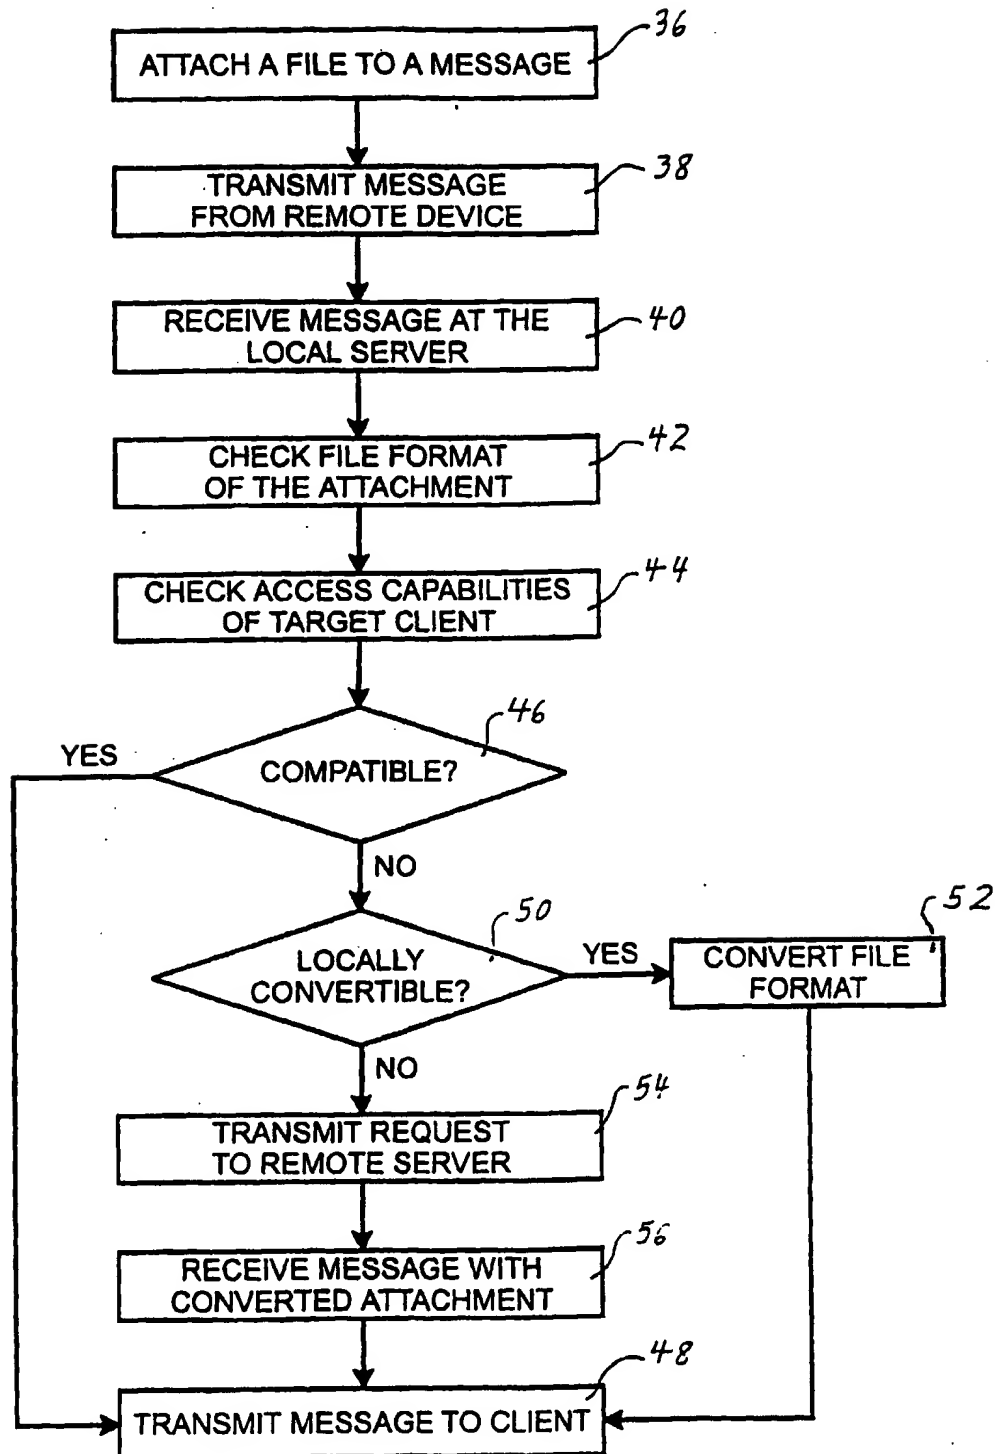 36
ATTACH A FILE TO A MESSAGE
38
TRANSMIT MESSAGE
FROM REMOTE DEVICE
40
RECEIVE MESSAGE AT THE
LOCAL SERVER
42
CHECK FILE FORMAT
OF THE ATTACHMENT
44
CHECK ACCESS CAPABILITIES
OF TARGET CLIENT
46
YES
COMPATIBLE?
NO
50
52
LOCALLY
CONVERTIBLE?
YES
CONVERT FILE
FORMAT
NO
54
TRANSMIT REQUEST
TO REMOTE SERVER
56
RECEIVE MESSAGE WITH
CONVERTED ATTACHMENT
48
TRANSMIT MESSAGE TO CLIENT